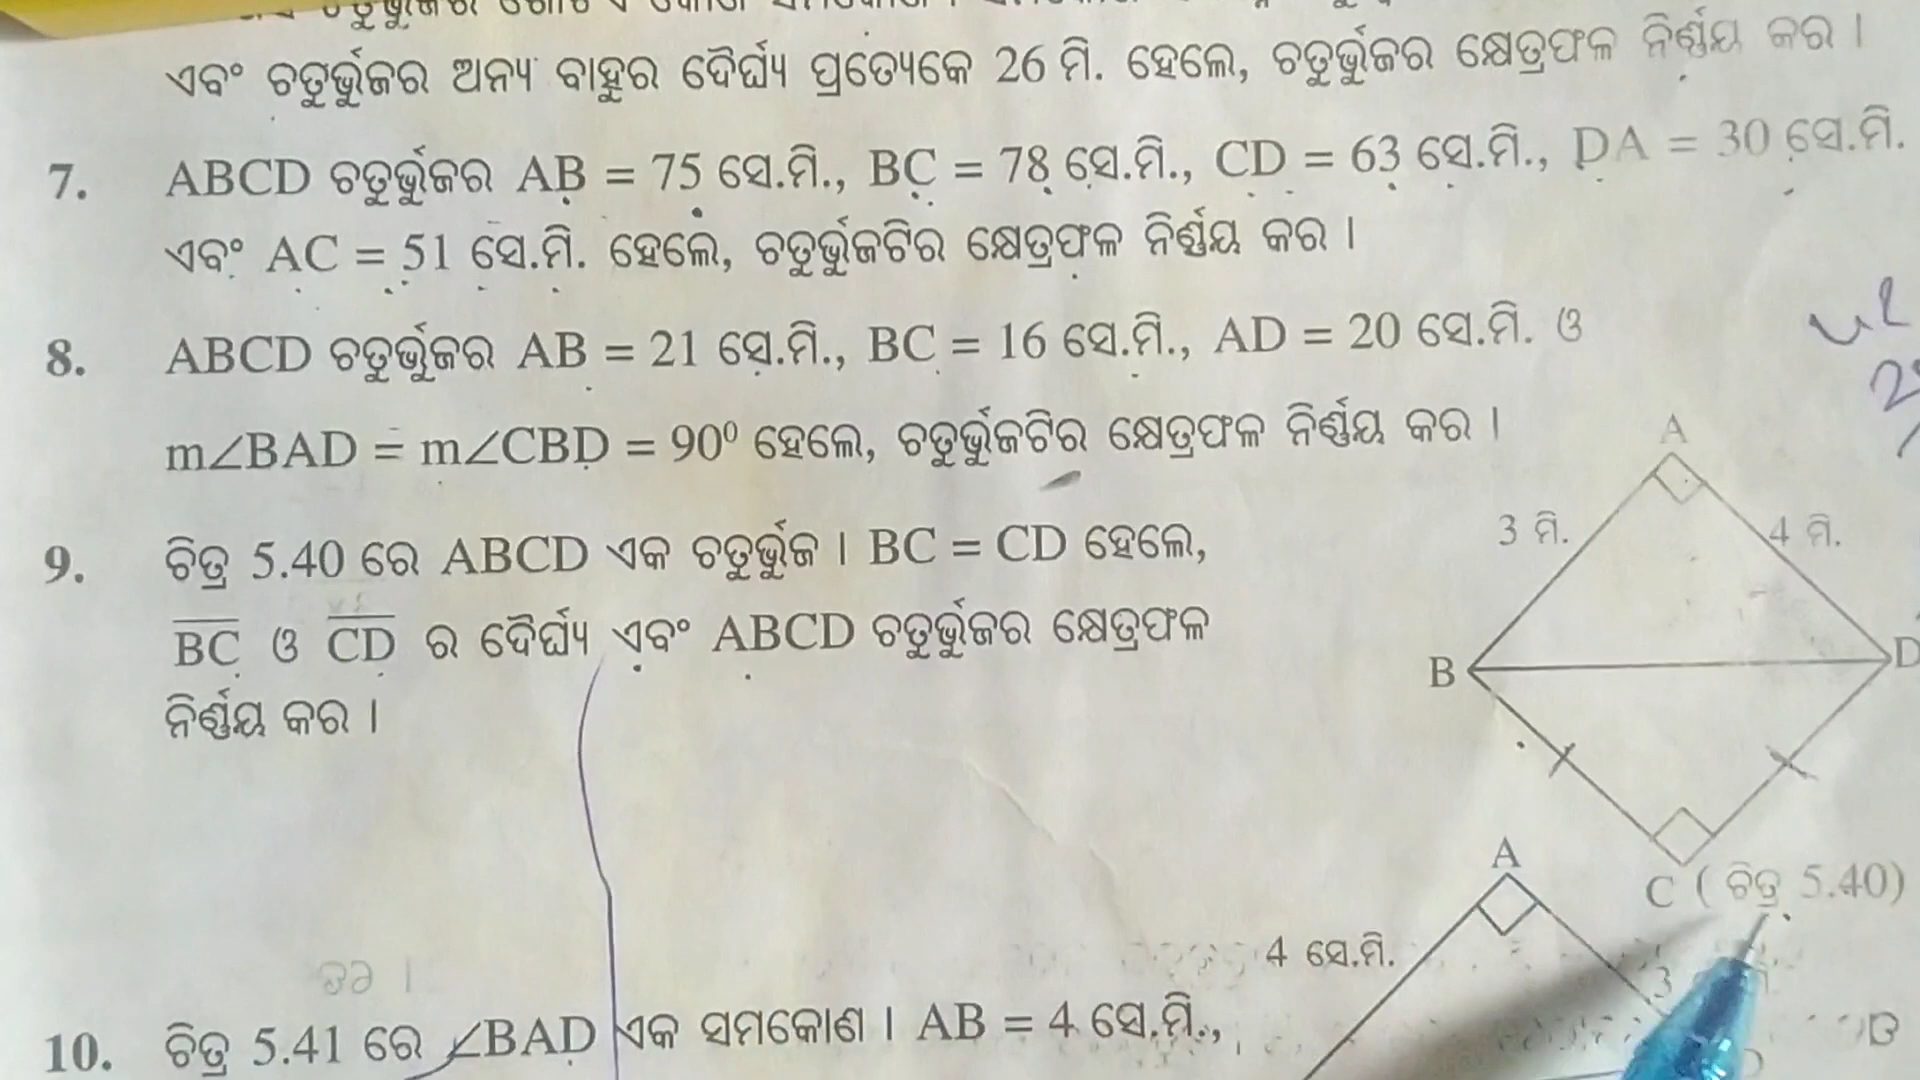 ଏବଂ ଚତୁର୍ଭୁଜର ଅନ୍ୟ ବାହୁର ଦୈର୍ଘ୍ୟ ପ୍ରତ୍ୟେକେ 26 ମି. ହେଲେ, ଚତୁର୍ଭୁଜର କ୍ଷେତ୍ରଫଳ ନିର୍ଣ୍ଣୟ କର ।
7. ABCD ଚତୁର୍ଭୁଜର AB = 75 ସେ.ମି., BC = 78 ସେ.ମି., CD = 63 ସେ.ମି., DA = 30 ସେ.ମି.
ଏବଂ AC = 51 ସେ.ମି. ହେଲେ, ଚତୁର୍ଭୁଜଟିର କ୍ଷେତ୍ରଫଳ ନିର୍ଣ୍ଣୟ କର ।
8. ABCD ଚତୁର୍ଭୁଜର AB = 21 ସେ.ମି., BC = 16 ସେ.ମି., AD = 20 ସେ.ମି. ଓ
m∠BAD = m∠CBD = 90⁰ ହେଲେ, ଚତୁର୍ଭୁଜଟିର କ୍ଷେତ୍ରଫଳ ନିର୍ଣ୍ଣୟ କର ।
9. ଚିତ୍ର 5.40 ରେ ABCD ଏକ ଚତୁର୍ଭୁଜ । BC = CD ହେଲେ,
B̅C̅ ଓ C̅D̅ ର ଦୈର୍ଘ୍ୟ ଏବଂ ABCD ଚତୁର୍ଭୁଜର କ୍ଷେତ୍ରଫଳ
ନିର୍ଣ୍ଣୟ କର ।
A
3 ମି. 4 ମି.
B D
C ( ଚିତ୍ର 5.40)
A
4 ସେ.ମି. 3
10. ଚିତ୍ର 5.41 ରେ ∠BAD ଏକ ସମକୋଣ । AB = 4 ସେ.ମି.,